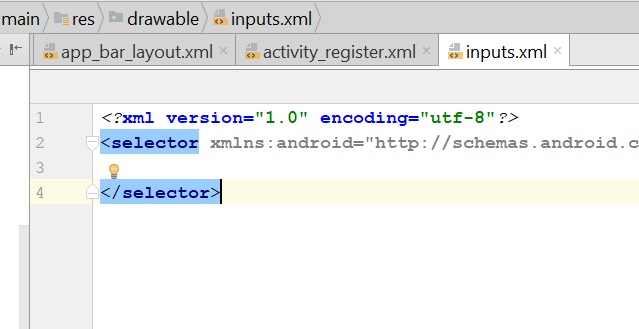 main res drawable inputs.xml
app_bar_layout.xml activity_register.xml inputs.xml
1 <?xml version="1.0" encoding="utf-8"?>
2 <selector xmlns:android="http://schemas.android.c
3
4 </selector>